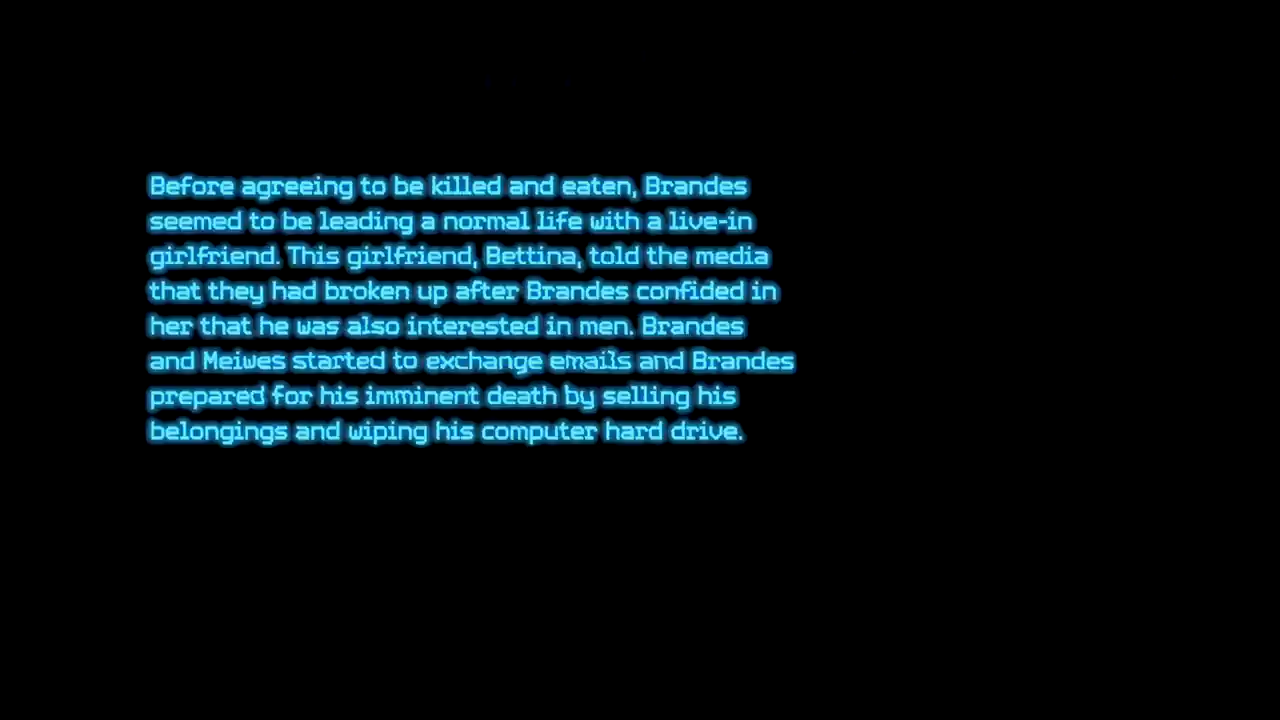 Before agreeing to be killed and eaten, Brandes
seemed to be leading a normal life with a live-in
girlfriend. This girlfriend, Bettina, told the media
that they had broken up after Brandes confided in
her that he was also interested in men. Brandes
and Meiwes started to exchange emails and Brandes
prepared for his imminent death by selling his
belongings and wiping his computer hard drive.